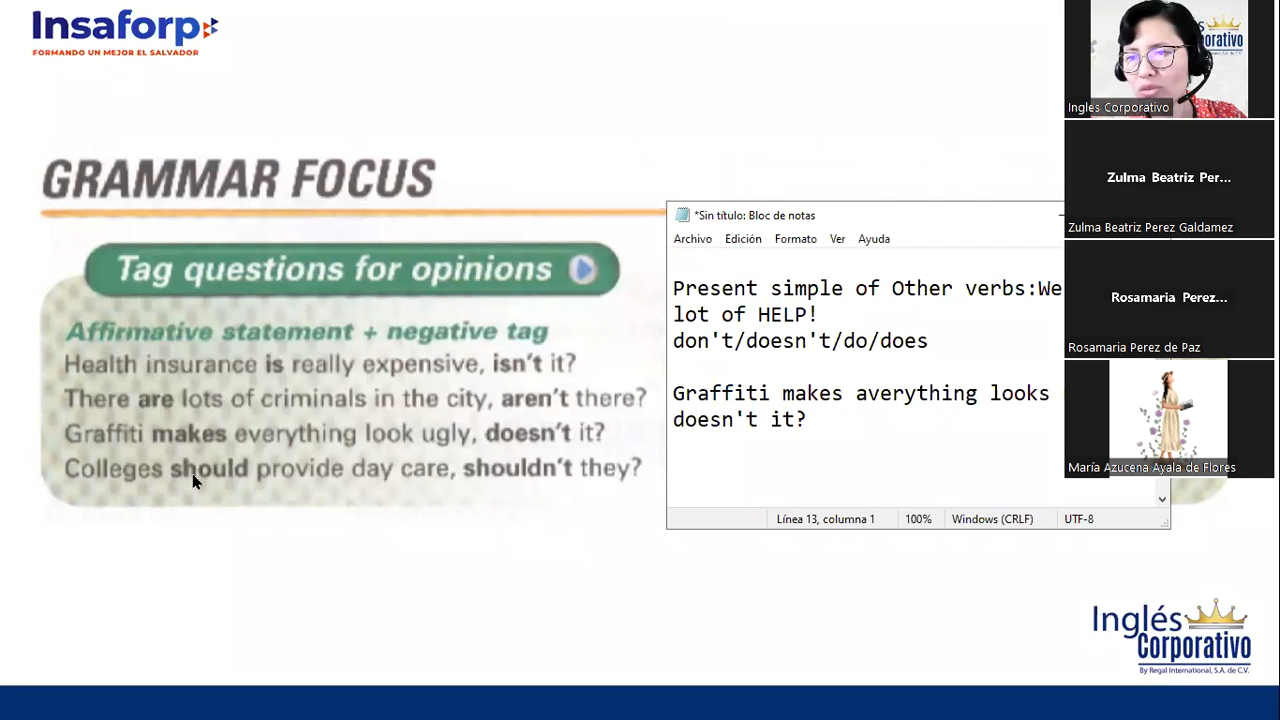 Insaforp
FORMANDO UN MEJOR EL SALVADOR
GRAMMAR FOCUS
Tag questions for opinions
Affirmative statement + negative tag
Health insurance is really expensive, isn't it?
There are lots of criminals in the city, aren't there?
Graffiti makes everything look ugly, doesn't it?
Colleges should provide day care, shouldn't they?
*Sin título: Bloc de notas
Archivo Edición Formato Ver Ayuda
Present simple of Other verbs:We
lot of HELP!
don't/doesn't/do/does
Graffiti makes averything looks
doesn't it?
Línea 13, columna 1 100% Windows (CRLF) UTF-8
orporativo
Ingles Corporativo
Zulma Beatriz Per...
Zulma Beatriz Perez Galdamez
Rosamaria Perez...
Rosamaria Perez de Paz
María Azucena Ayala de Flores
Inglés
Corporativo
By Regal International, S.A. de C.V.